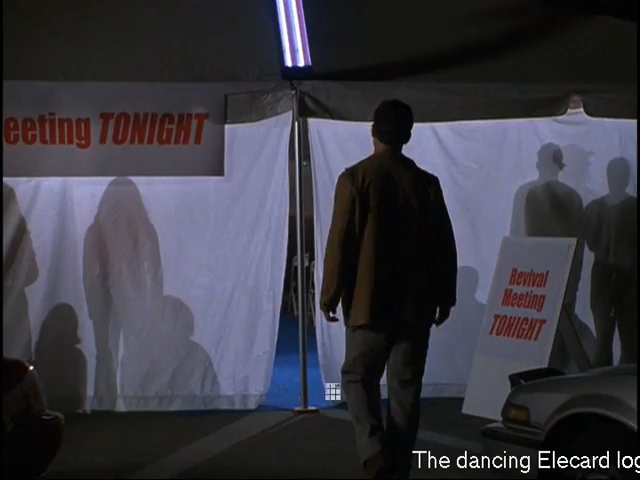 eeting TONIGHT
Revival
Meeting
TONIGHT
The dancing Elecard log